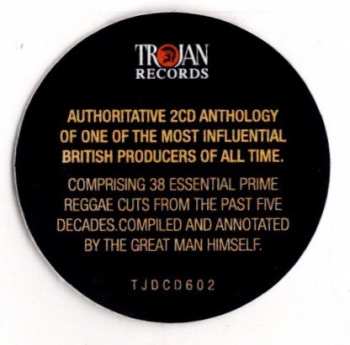 TROJAN
RECORDS
AUTHORITATIVE 2CD ANTHOLOGY
OF ONE OF THE MOST INFLUENTIAL
BRITISH PRODUCERS OF ALL TIME.
COMPRISING 38 ESSENTIAL PRIME
REGGAE CUTS FROM THE PAST FIVE
DECADES.COMPILED AND ANNOTATED
BY THE GREAT MAN HIMSELF.
TJDCD602